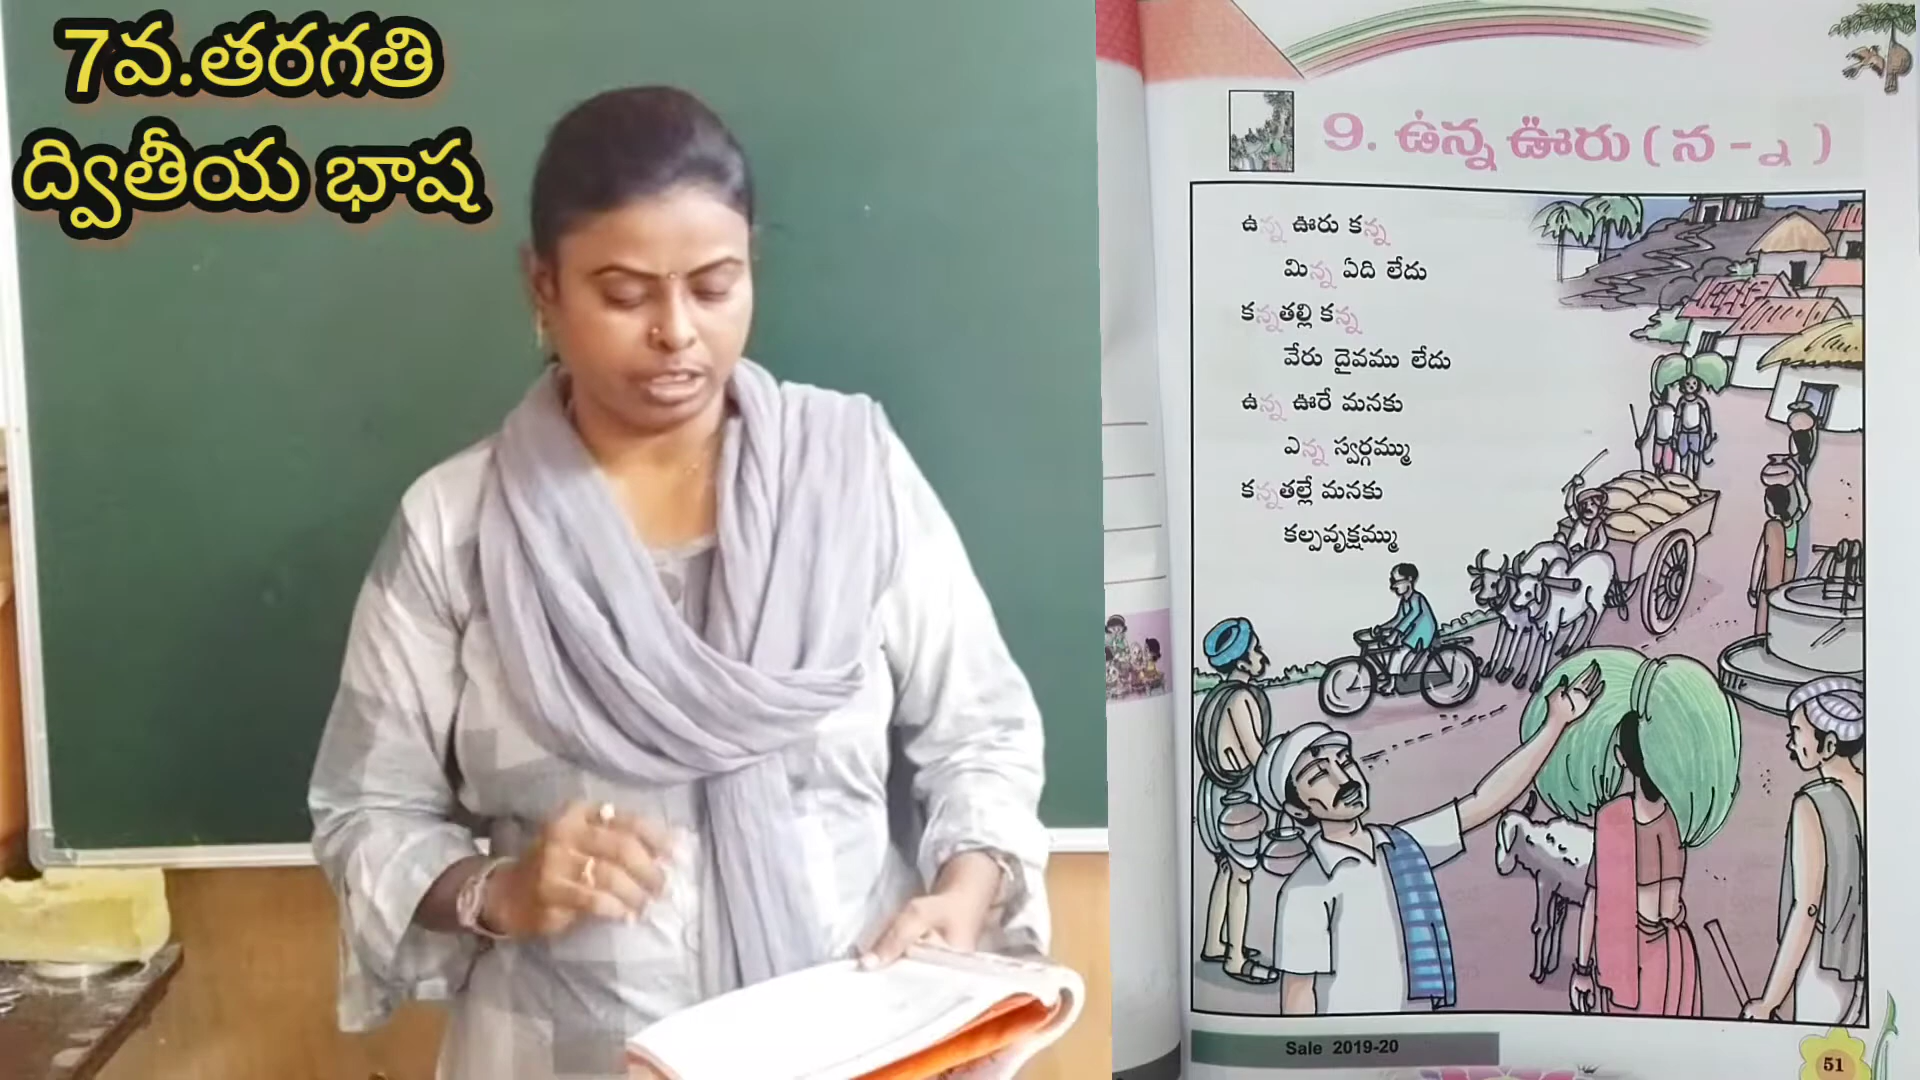 7వ.తరగతి
ద్వితీయ భాష
9. ఉన్న ఊరు ( న - ్న )
ఉన్న ఊరు కన్న
మిన్న ఏది లేదు
కన్నతల్లి కన్న
వేరు దైవము లేదు
ఉన్న ఊరే మనకు
ఎన్న స్వర్గమ్ము
కన్నతల్లే మనకు
కల్పవృక్షమ్ము
Sale 2019-20
51